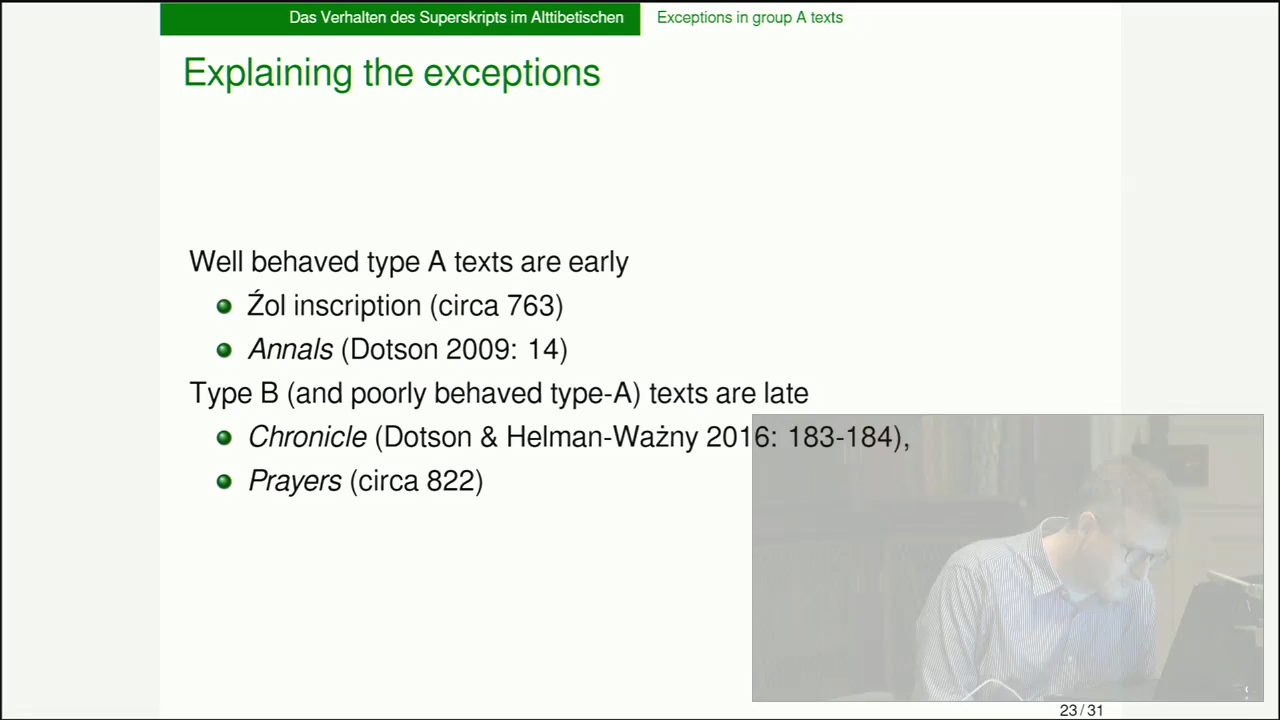 Das Verhalten des Superskripts im Alttibetischen
Exceptions in group A texts
Explaining the exceptions
Well behaved type A texts are early
Źol inscription (circa 763)
Annals (Dotson 2009: 14)
Type B (and poorly behaved type-A) texts are late
Chronicle (Dotson & Helman-Ważny 2016: 183-184),
Prayers (circa 822)
23/31